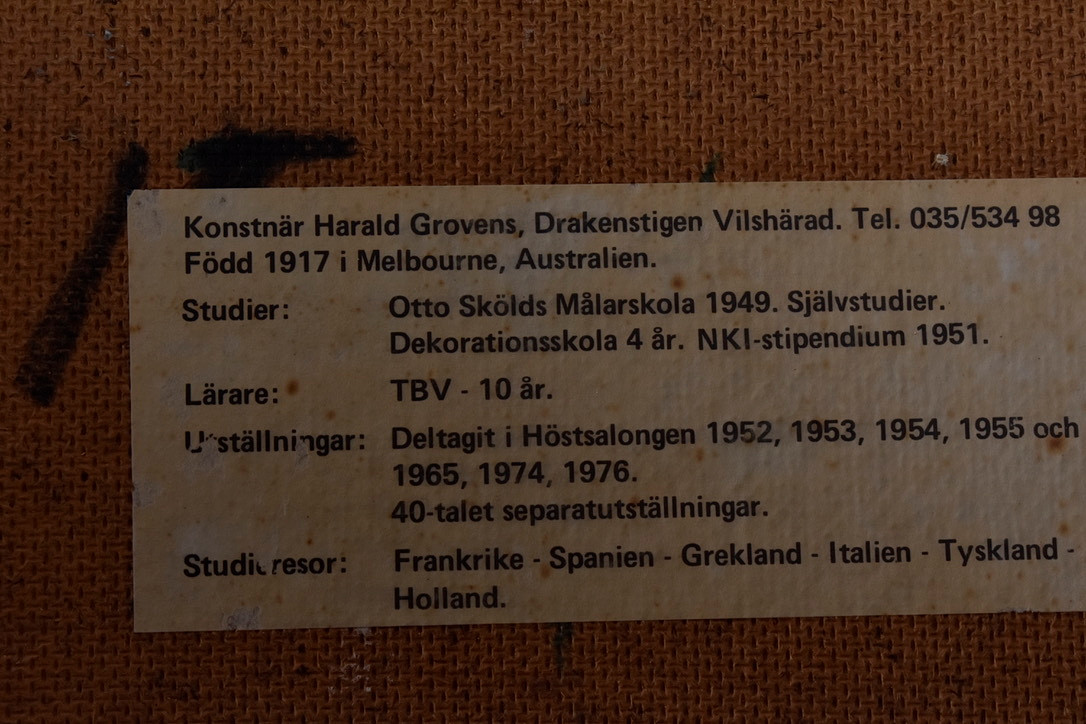 Konstnär Harald Grovens, Drakenstigen Vilshärad. Tel. 035/534 98
Född 1917 i Melbourne, Australien.
Studier: Otto Skölds Målarskola 1949. Självstudier.
Dekorationsskola 4 år. NKI-stipendium 1951.
Lärare: TBV - 10 år.
Utställningar: Deltagit i Höstsalongen 1952, 1953, 1954, 1955 och
1965, 1974, 1976.
40-talet separatutställningar.
Studieresor: Frankrike - Spanien - Grekland - Italien - Tyskland -
Holland.